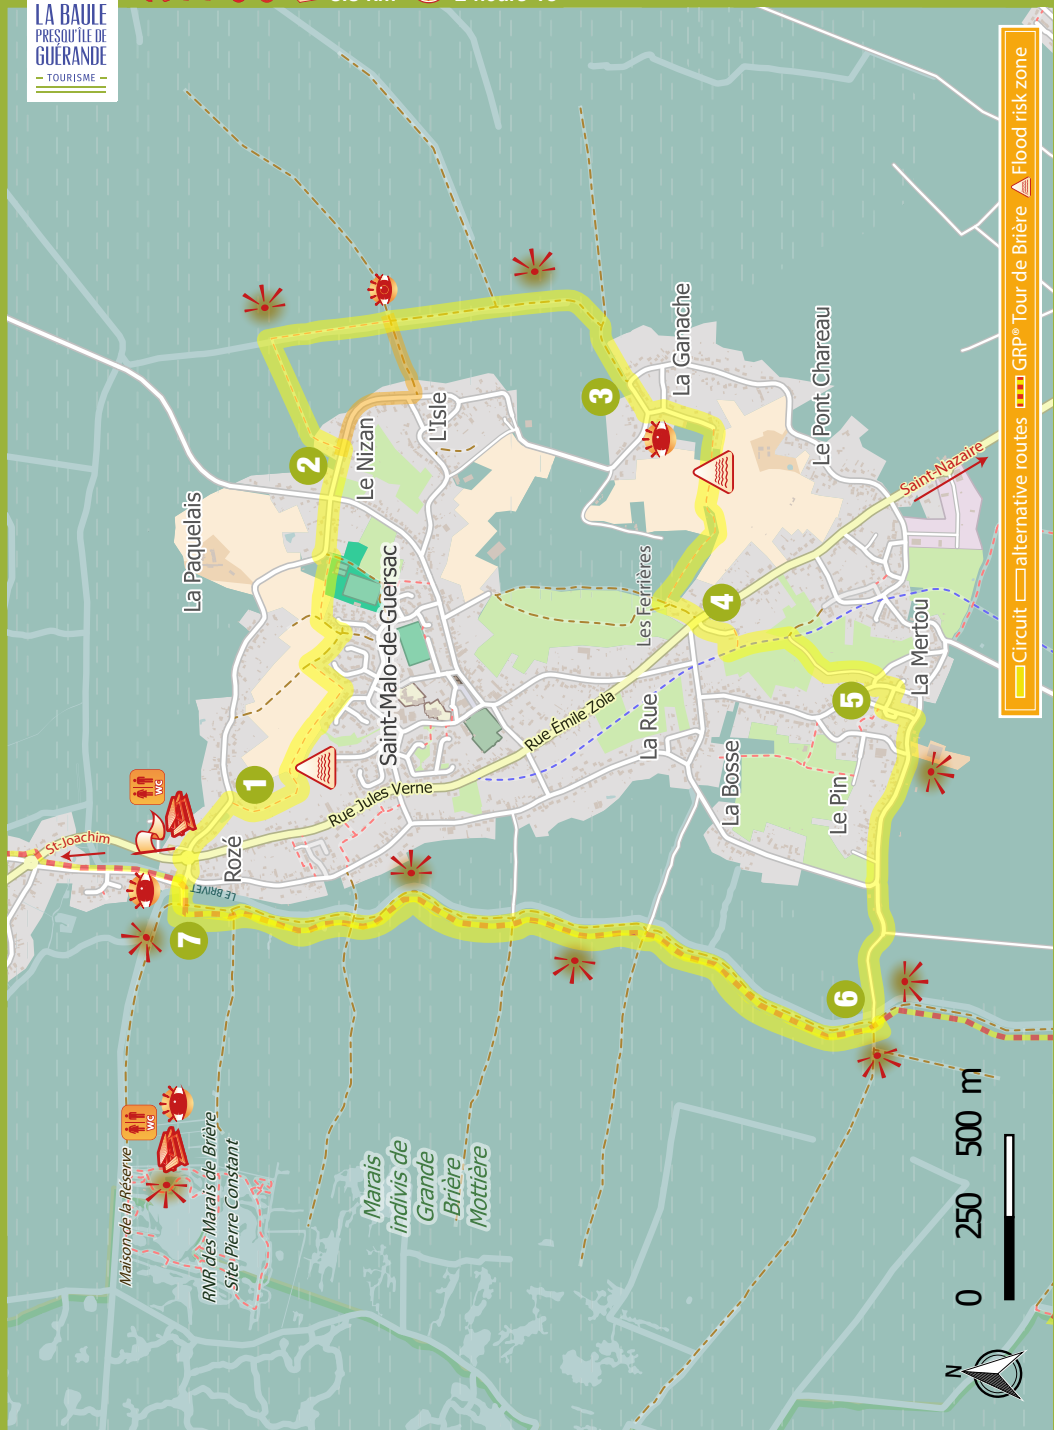 LA BAULE
PRESQU'ÎLE DE
GUÉRANDE
TOURISME
St-Joachim
Rozé
LE BRIVET
WC
La Paquelais
1
2
3
4
5
6
7
Le Nizan
L'Isle
Saint-Malo-de-Guersac
Rue Jules Verne
Rue Émile Zola
La Ganache
Le Pont Chareau
Les Ferrières
Saint-Nazaire
La Rue
La Bosse
Le Pin
La Mertou
Maison de la Réserve
WC
RNR des Marais de Brière
Site Pierre Constant
Marais
indivis de
Grande
Brière
Mottière
0 250 500 m
N
Circuit alternative routes GRP® Tour de Brière Flood risk zone